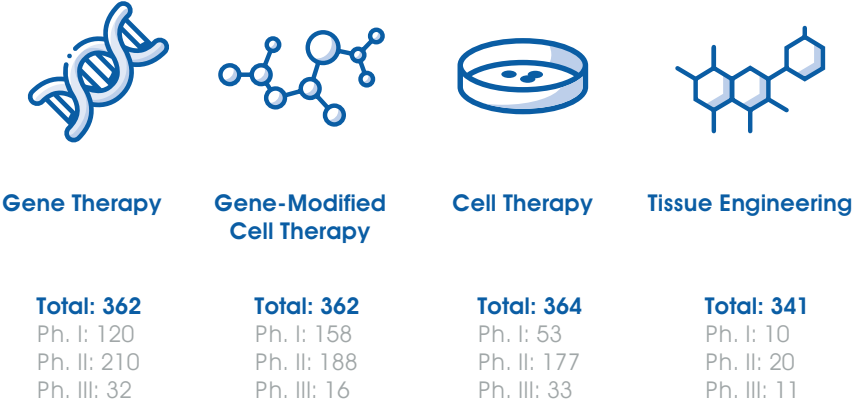 Gene Therapy
Gene-Modified
Cell Therapy
Cell Therapy
Tissue Engineering
Total: 362
Ph. I: 120
Ph. II: 210
Ph. III: 32
Total: 362
Ph. I: 158
Ph. II: 188
Ph. III: 16
Total: 364
Ph. I: 53
Ph. II: 177
Ph. III: 33
Total: 341
Ph. I: 10
Ph. II: 20
Ph. III: 11